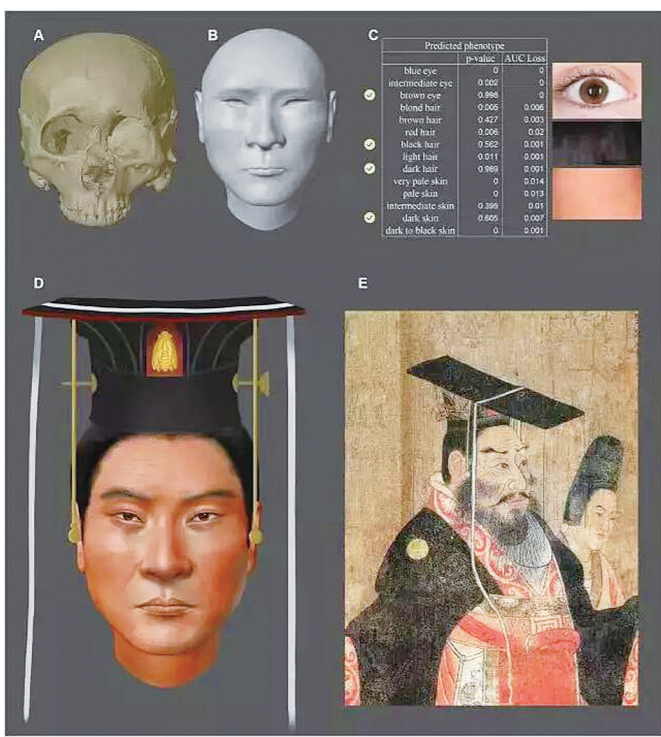 A
B
C
Predicted phenotype
p-value AUC Loss
blue eye 0 0
intermediate eye 0.002 0
brown eye 0.998 0
blond hair 0.005 0.006
brown hair 0.427 0.003
red hair 0.006 0.02
black hair 0.562 0.001
light hair 0.011 0.001
dark hair 0.989 0.001
very pale skin 0 0.014
pale skin 0 0.013
intermediate skin 0.395 0.01
dark skin 0.605 0.007
dark to black skin 0 0.001
D
E